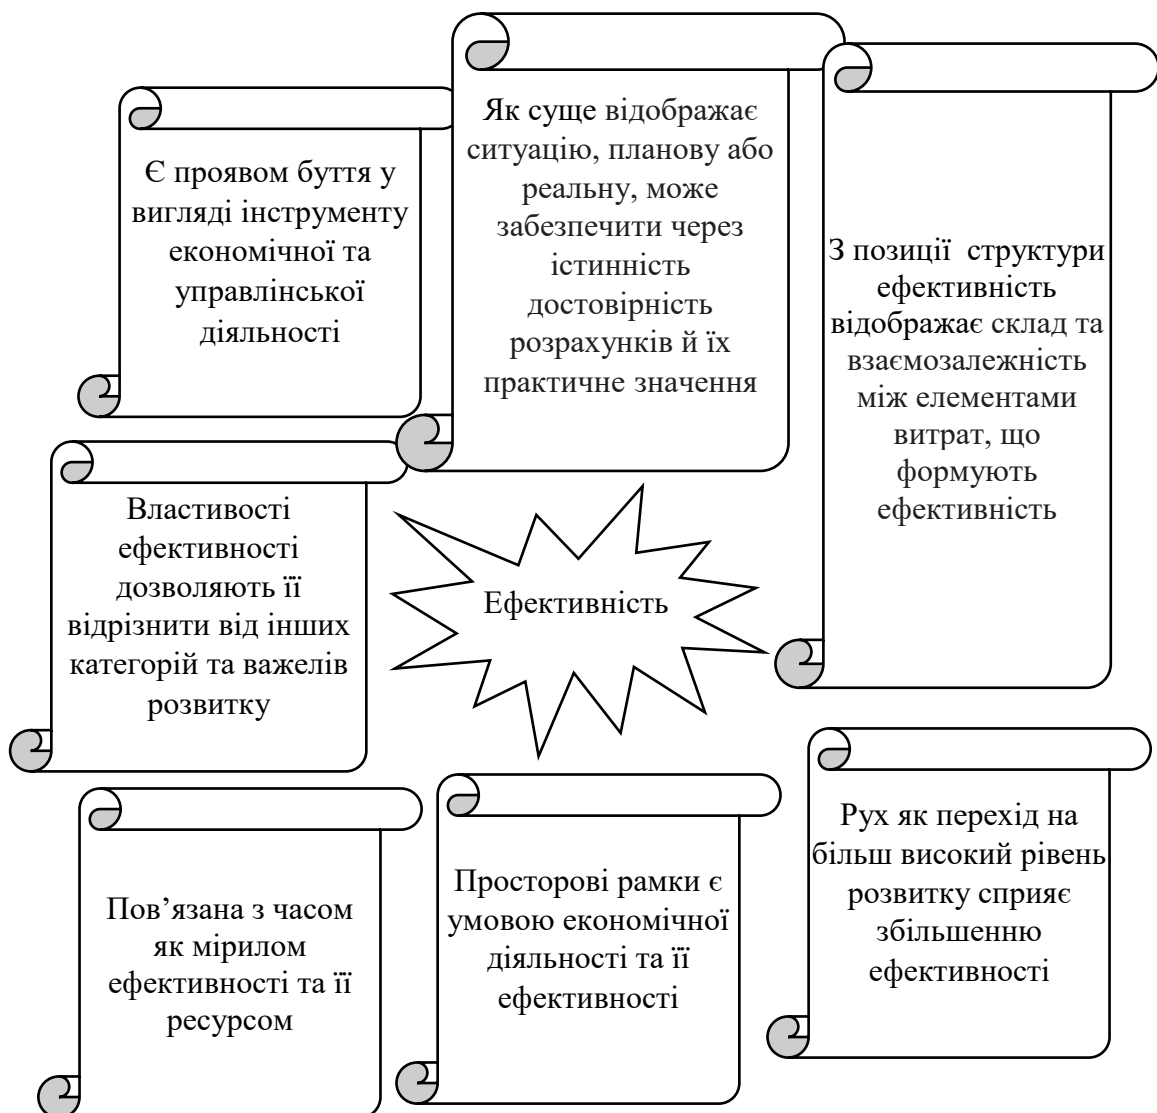 Є проявом буття у
вигляді інструменту
економічної та
управлінської
діяльності
Як суще відображає
ситуацію, планову або
реальну, може
забезпечити через
істинність
достовірність
розрахунків й їх
практичне значення
З позиції структури
ефективність
відображає склад та
взаємозалежність
між елементами
витрат, що
формують
ефективність
Властивості
ефективності
дозволяють її
відрізнити від інших
категорій та важелів
розвитку
Ефективність
Пов’язана з часом
як мірилом
ефективності та її
ресурсом
Просторові рамки є
умовою економічної
діяльності та її
ефективності
Рух як перехід на
більш високий рівень
розвитку сприяє
збільшенню
ефективності